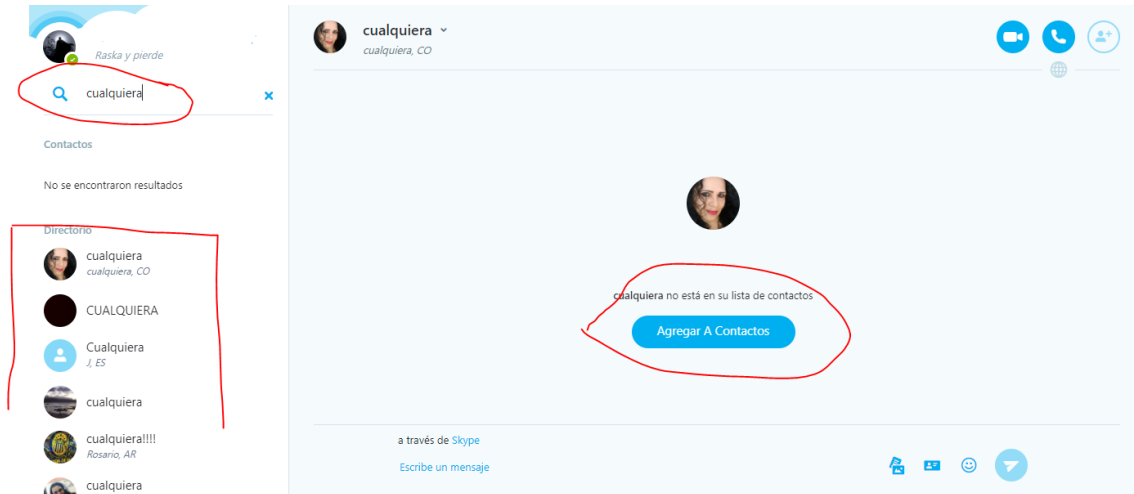 Raska y pierde
cualquiera
Contactos
No se encontraron resultados
Directorio
cualquiera
cualquiera, CO
CUALQUIERA
Cualquiera
J, ES
cualquiera
cualquiera!!!!
Rosario, AR
cualquiera
cualquiera
cualquiera, CO
cualquiera no está en su lista de contactos
Agregar A Contactos
a través de Skype
Escribe un mensaje